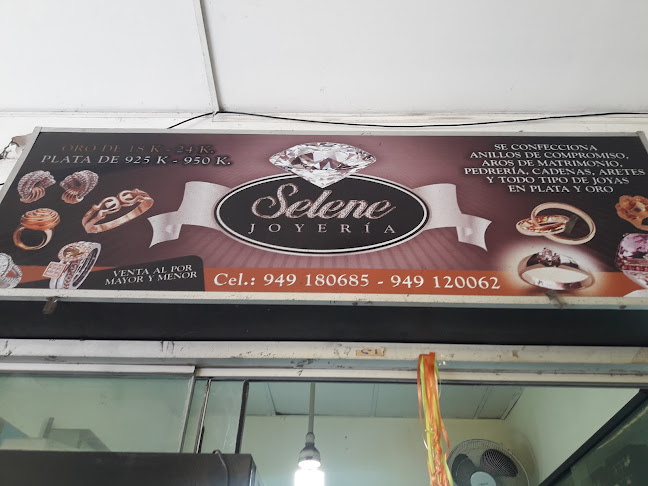 ORO DE 18 K - 24 K.
PLATA DE 925 K - 950 K.
Selene
JOYERÍA
SE CONFECCIONA
ANILLOS DE COMPROMISO,
AROS DE MATRIMONIO,
PEDRERÍA, CADENAS, ARETES
Y TODO TIPO DE JOYAS
EN PLATA Y ORO
VENTA AL POR
MAYOR Y MENOR
Cel.: 949 180685 - 949 120062